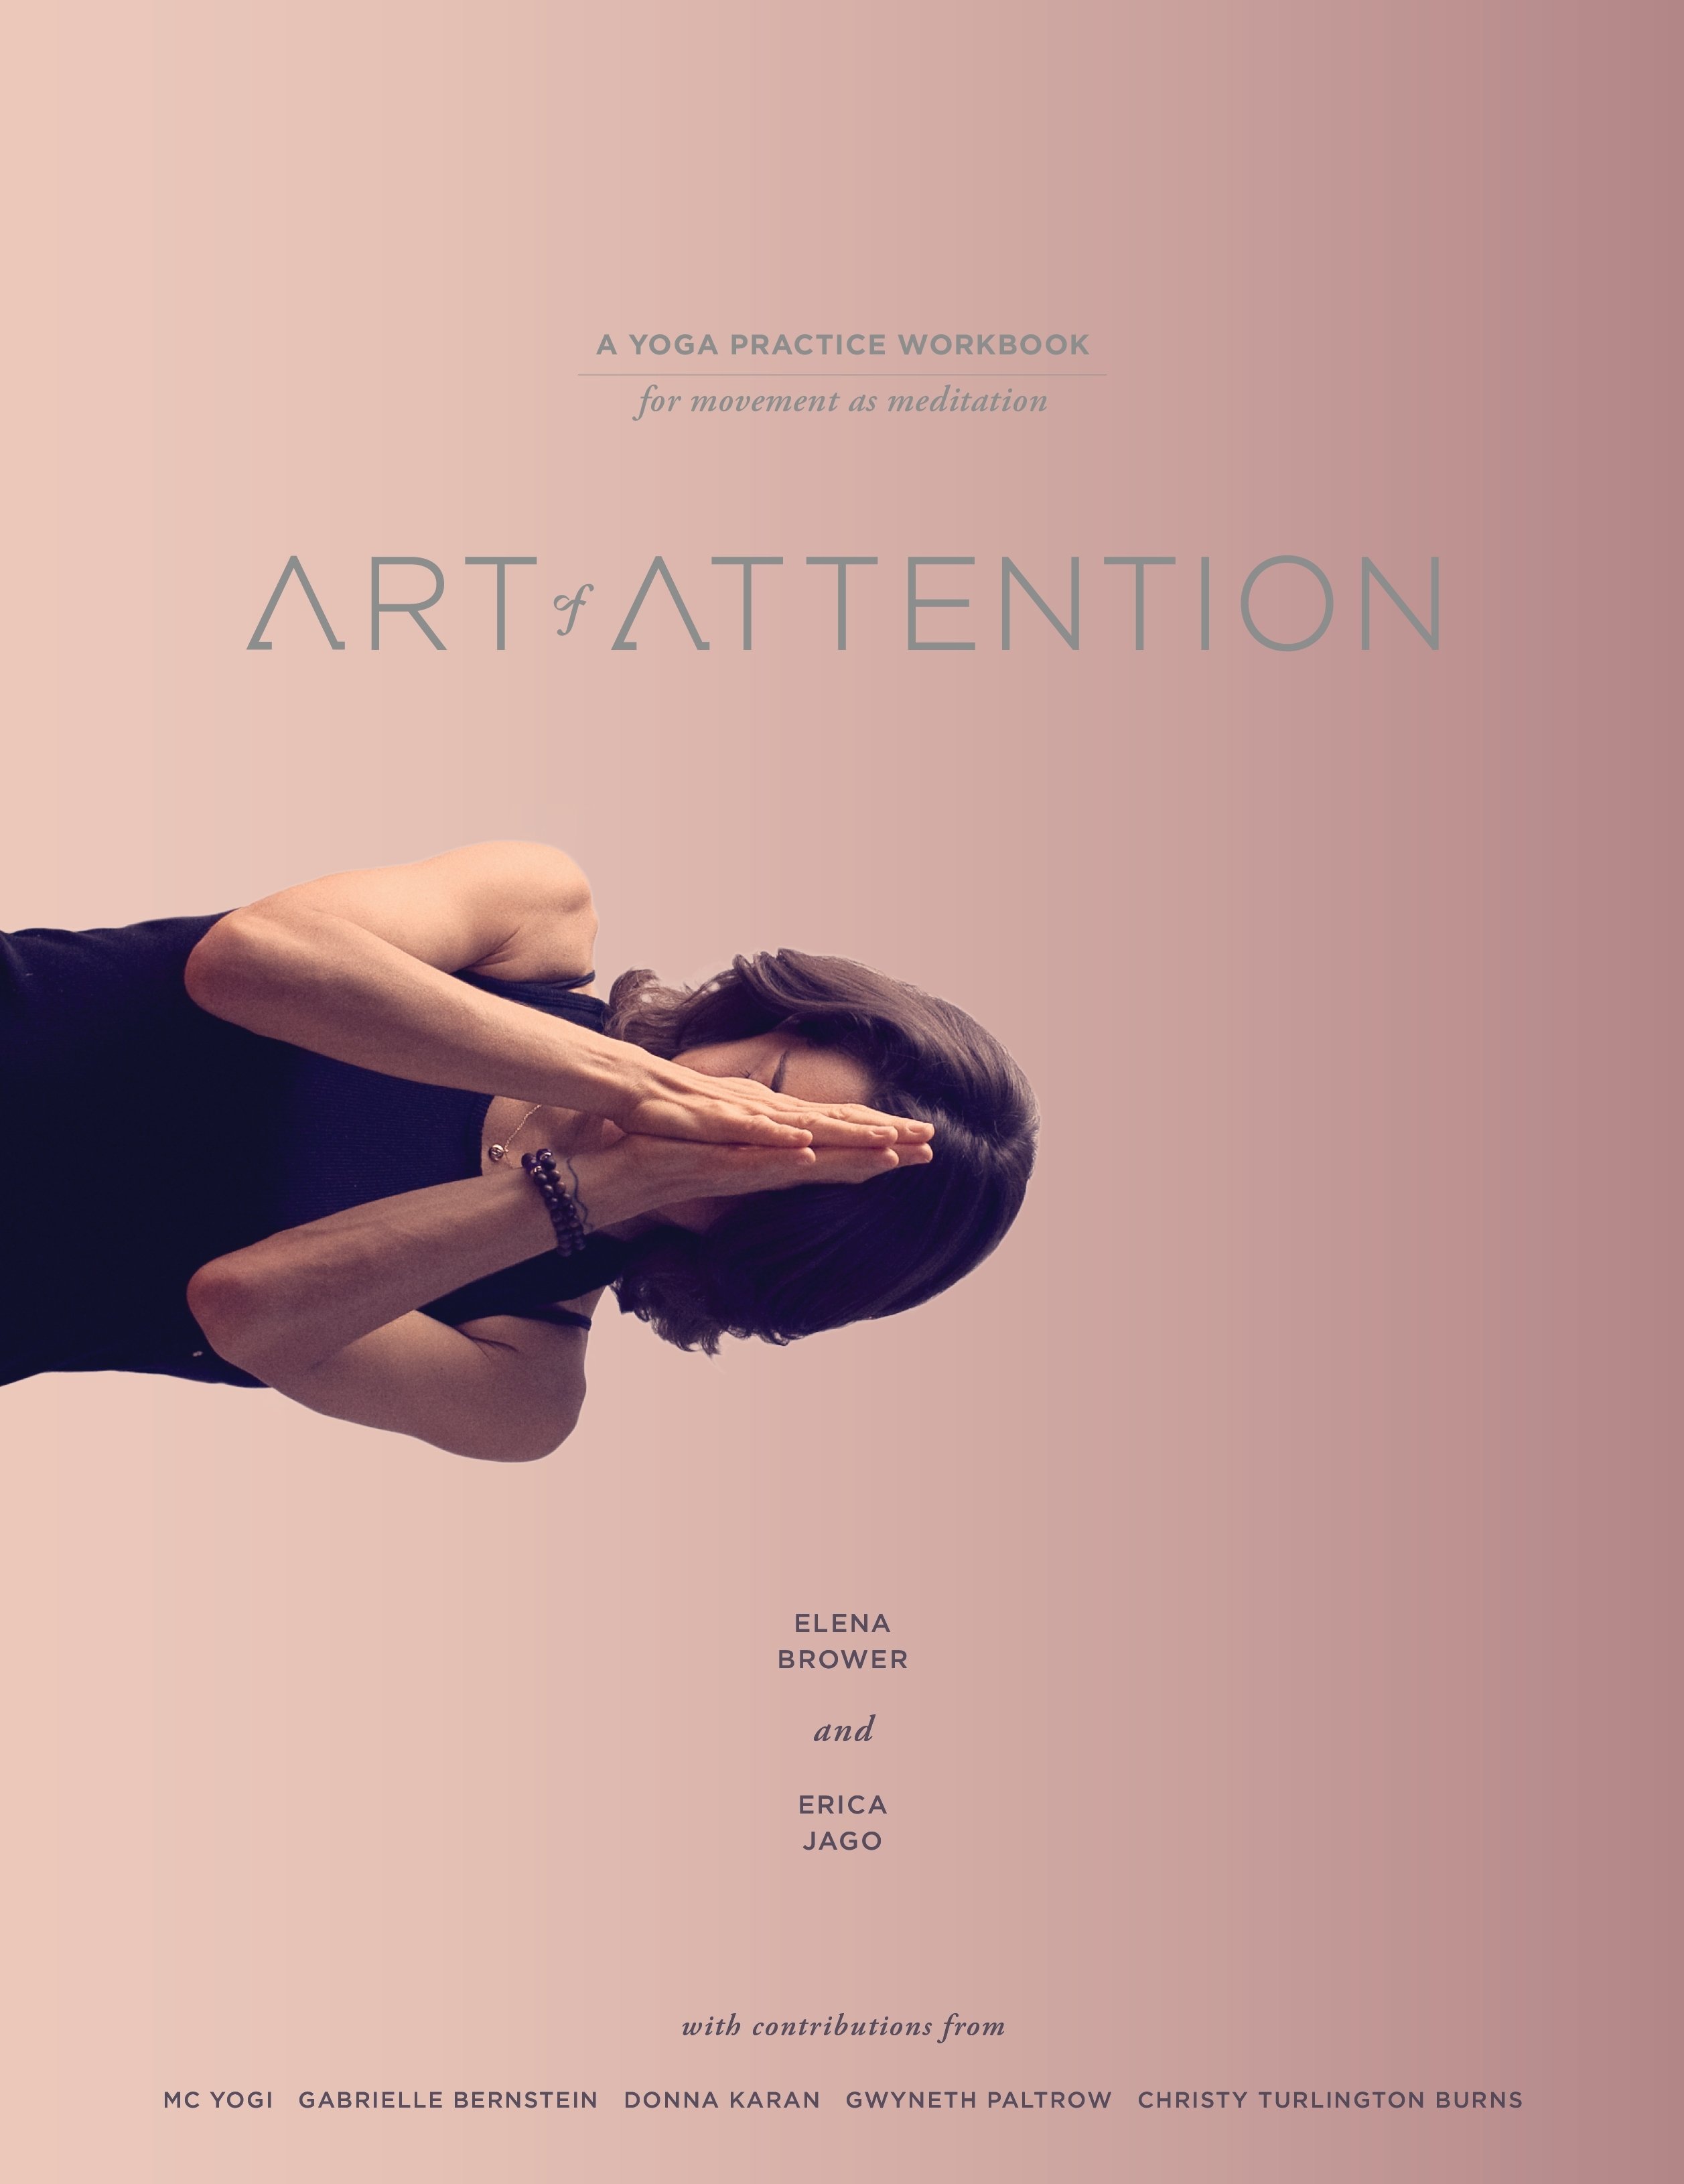 A YOGA PRACTICE WORKBOOK
for movement as meditation
ART of ATTENTION
ELENA
BROWER
and
ERICA
JAGO
with contributions from
MC YOGI GABRIELLE BERNSTEIN DONNA KARAN GWYNETH PALTROW CHRISTY TURLINGTON BURNS